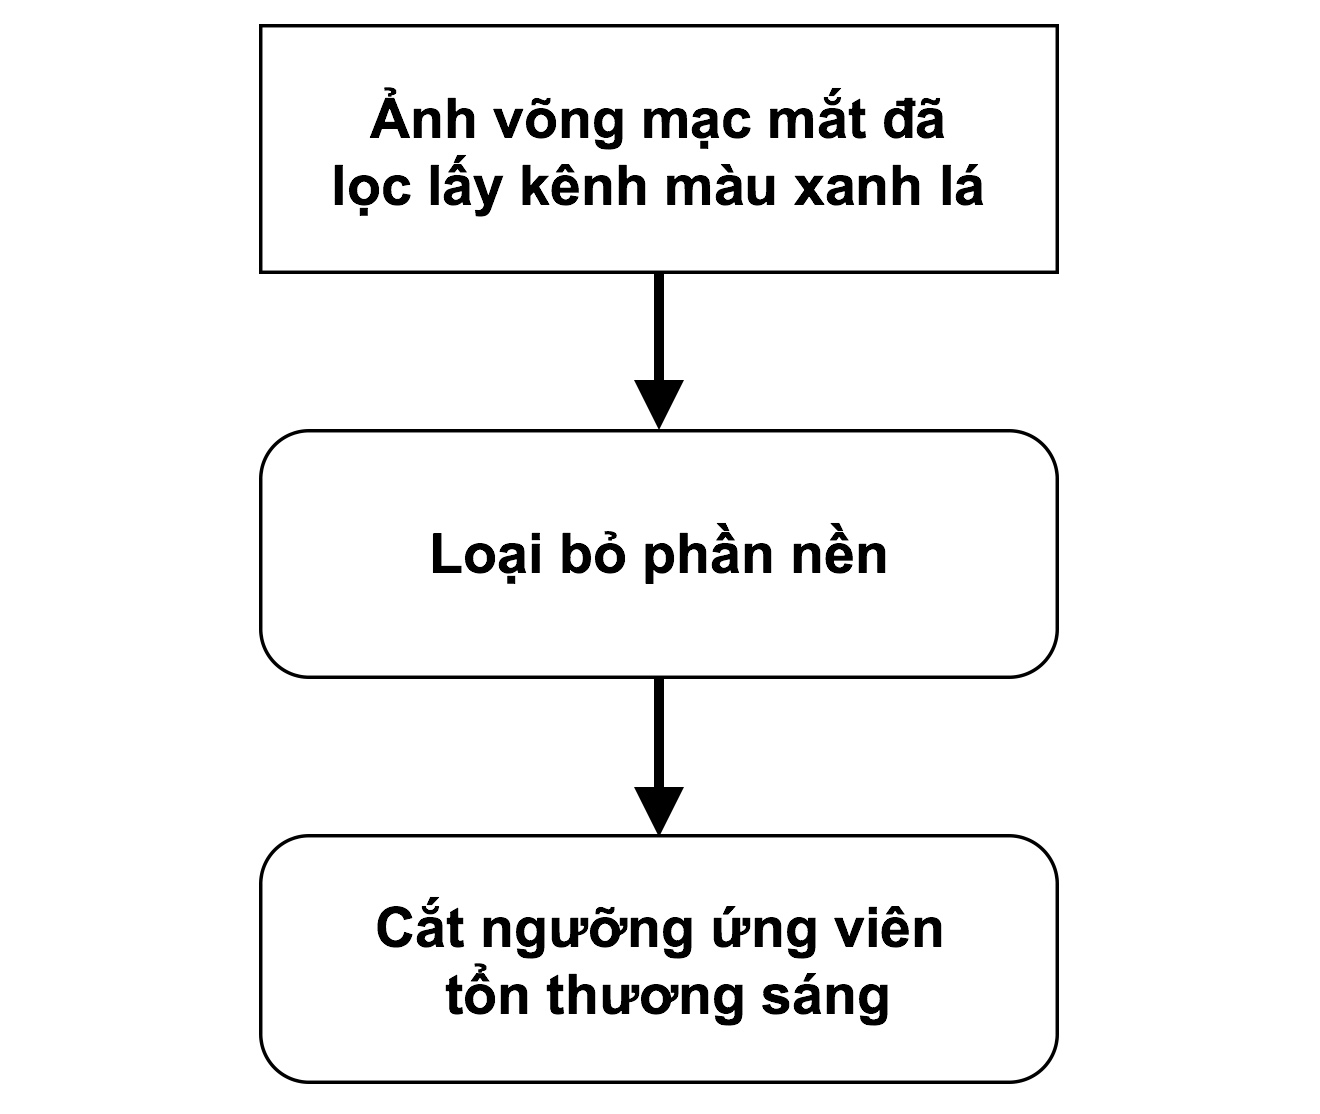 Ảnh võng mạc mắt đã
lọc lấy kênh màu xanh lá
Loại bỏ phần nền
Cắt ngưỡng ứng viên
tổn thương sáng